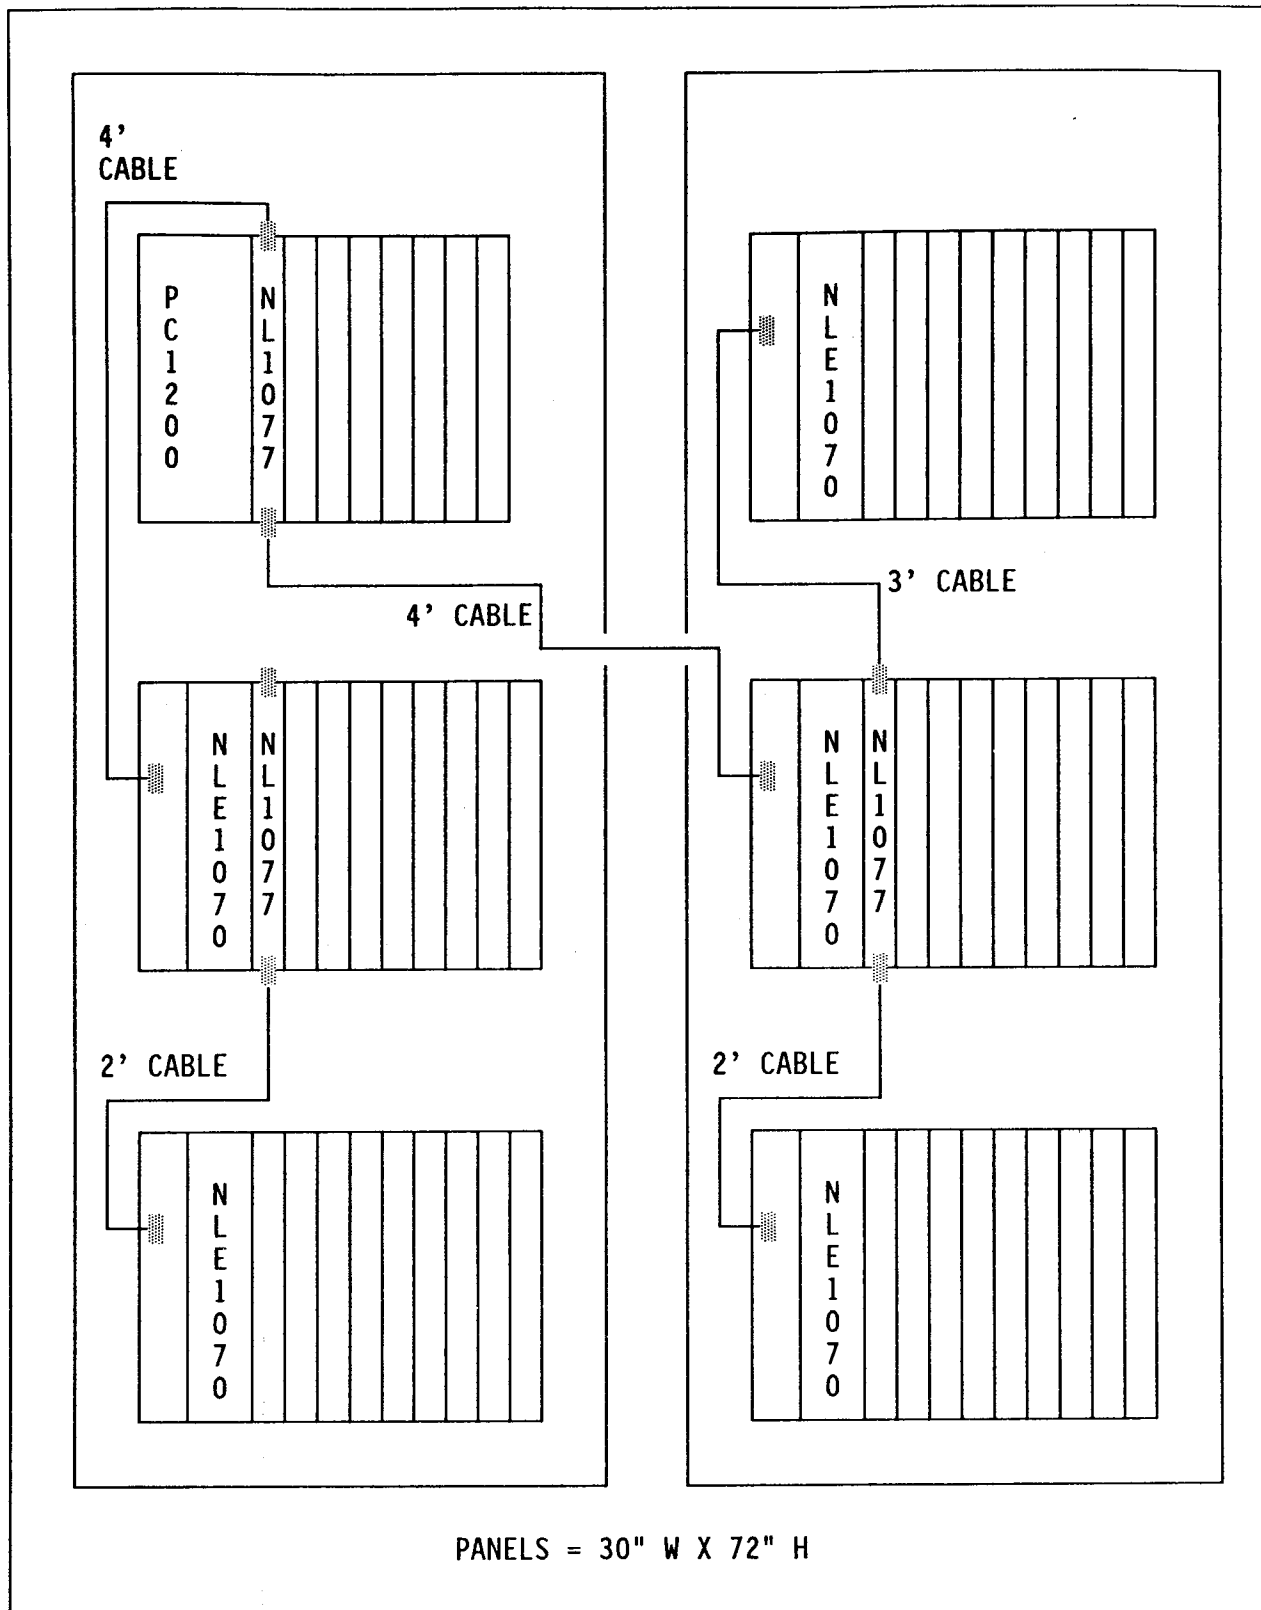 4'
CABLE
PC1200
NL1077
NLE1070
4' CABLE
3' CABLE
NLE1070
NL1077
NLE1070
NL1077
2' CABLE
2' CABLE
NLE1070
NLE1070
PANELS = 30" W X 72" H